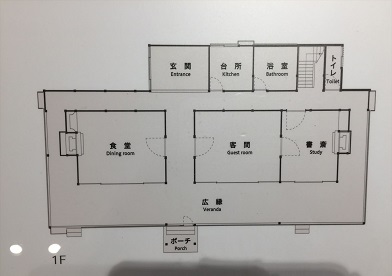 玄関
Entrance
台所
Kitchen
浴室
Bathroom
トイレ
Toilet
食堂
Dining room
客間
Guest room
書斎
Study
広縁
Veranda
ポーチ
Porch
1F